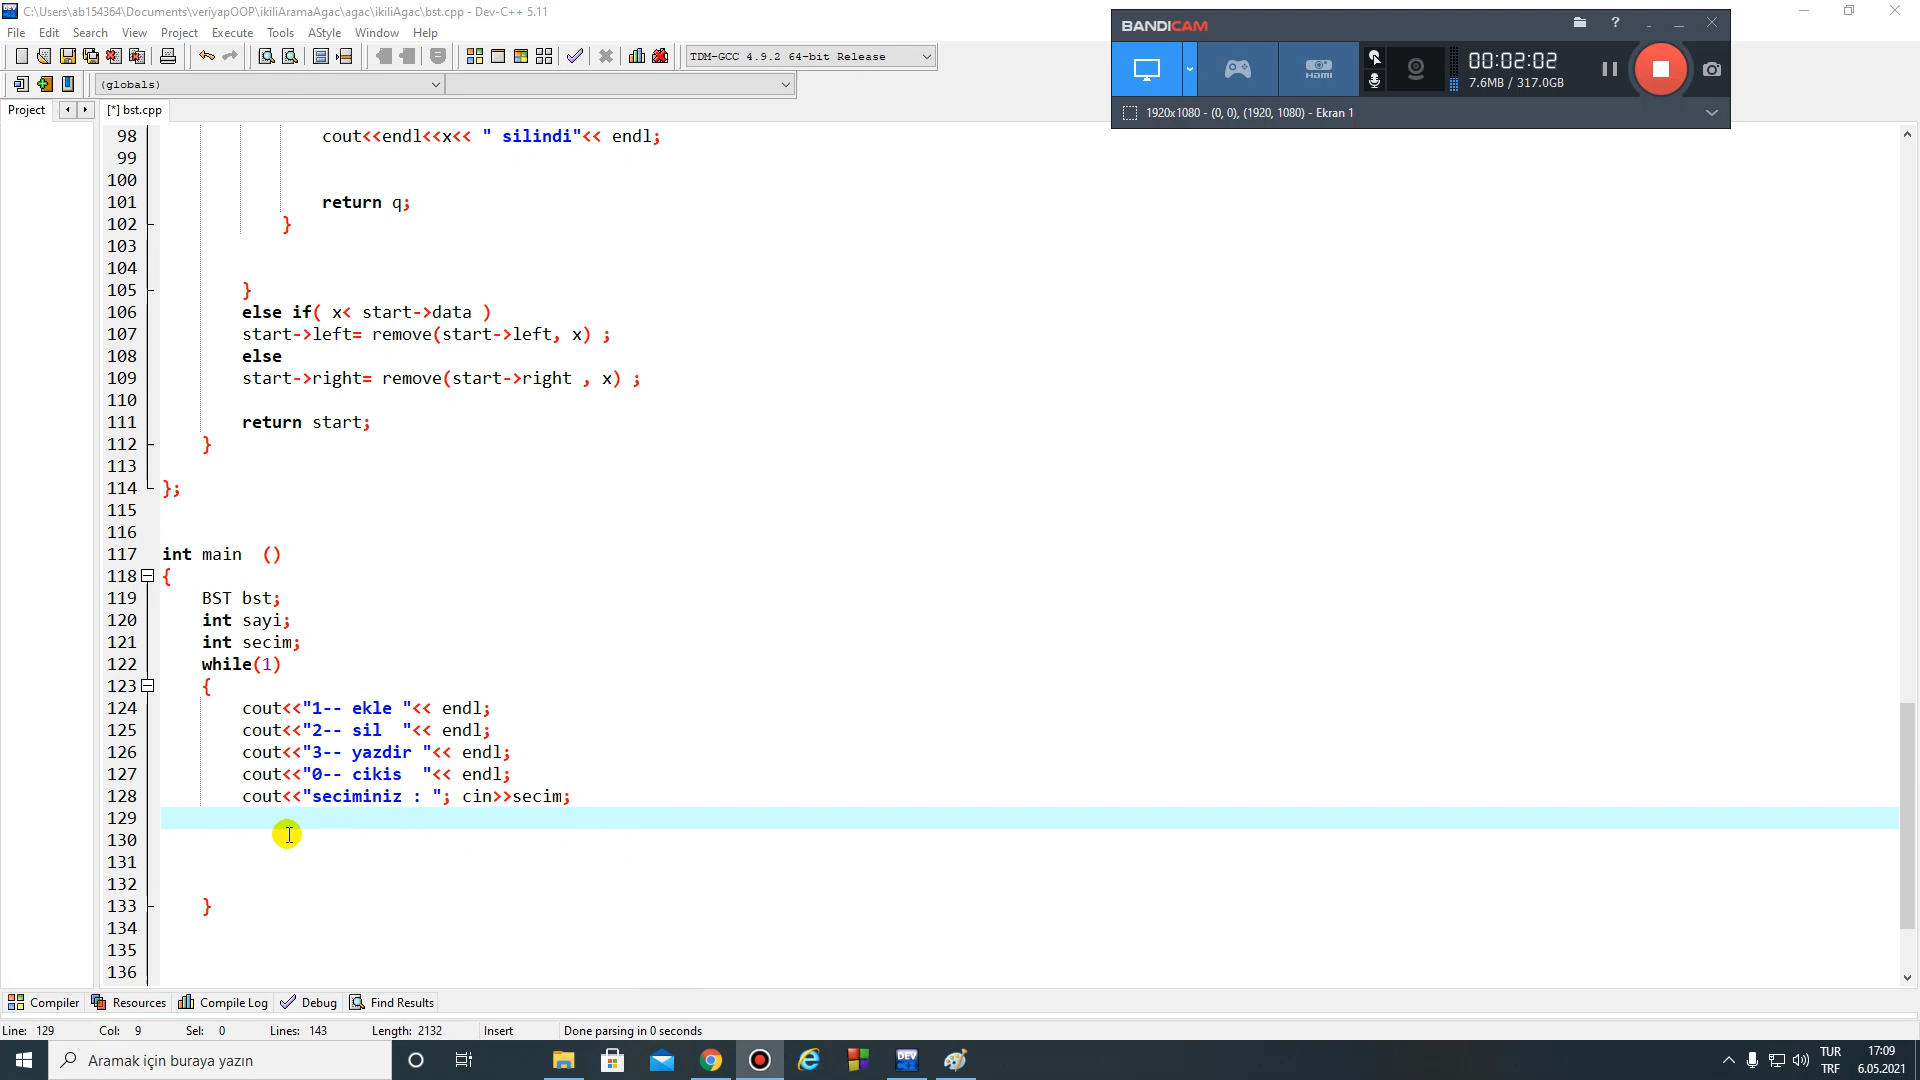 C:\Users\ab154364\Documents\veriyapOOP\ikiliAramaAgac\agac\ikiliAgac\bst.cpp - Dev-C++ 5.11
File Edit Search View Project Execute Tools AStyle Window Help
TDM-GCC 4.9.2 64-bit Release
(globals)
Project
[*] bst.cpp
BANDICAM
HDMI
00:02:02
7.6MB / 317.0GB
1920x1080 - (0, 0), (1920, 1080) - Ekran 1
98 cout<<endl<<x<< " silindi"<< endl;
99
100
101 return q;
102 }
103
104
105 }
106 else if( x< start->data )
107 start->left= remove(start->left, x) ;
108 else
109 start->right= remove(start->right , x) ;
110
111 return start;
112 }
113
114 };
115
116
117 int main  ()
118 {
119 BST bst;
120 int sayi;
121 int secim;
122 while(1)
123 {
124 cout<<"1-- ekle "<< endl;
125 cout<<"2-- sil  "<< endl;
126 cout<<"3-- yazdir "<< endl;
127 cout<<"0-- cikis  "<< endl;
128 cout<<"seciminiz : "; cin>>secim;
129
130
131
132
133 }
134
135
136
Compiler Resources Compile Log Debug Find Results
Line: 129 Col: 9 Sel: 0 Lines: 143 Length: 2132 Insert Done parsing in 0 seconds
Aramak için buraya yazın
DEV
TUR
TRF
17:09
6.05.2021